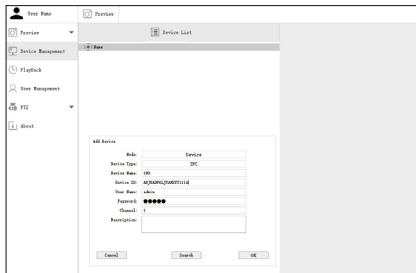 User Name
Preview
Preview
Device Management
PlayBack
User Management
PTZ
About
Device List
Name
Add Device
Mode: Device
Device Type: IPC
Device Name: IPC
Device ID:
User Name: admin
Password: ●●●●●
Channel: 1
Description:
Cancel Search OK